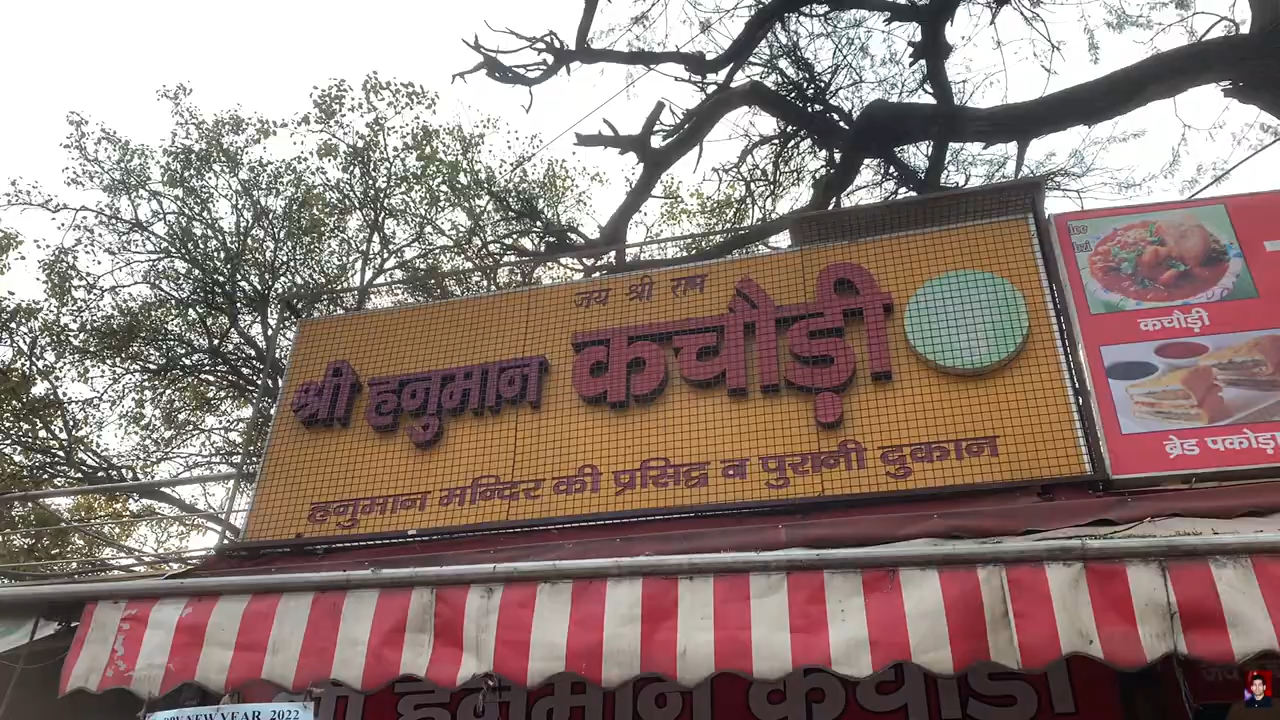 जय श्री राम
श्री हनुमान कचौड़ी
हनुमान मन्दिर की प्रसिद्ध व पुरानी दुकान
कचौड़ी
ब्रेड पकोड़ा
श्री हनुमान कचौड़ी
NEW YEAR 2022